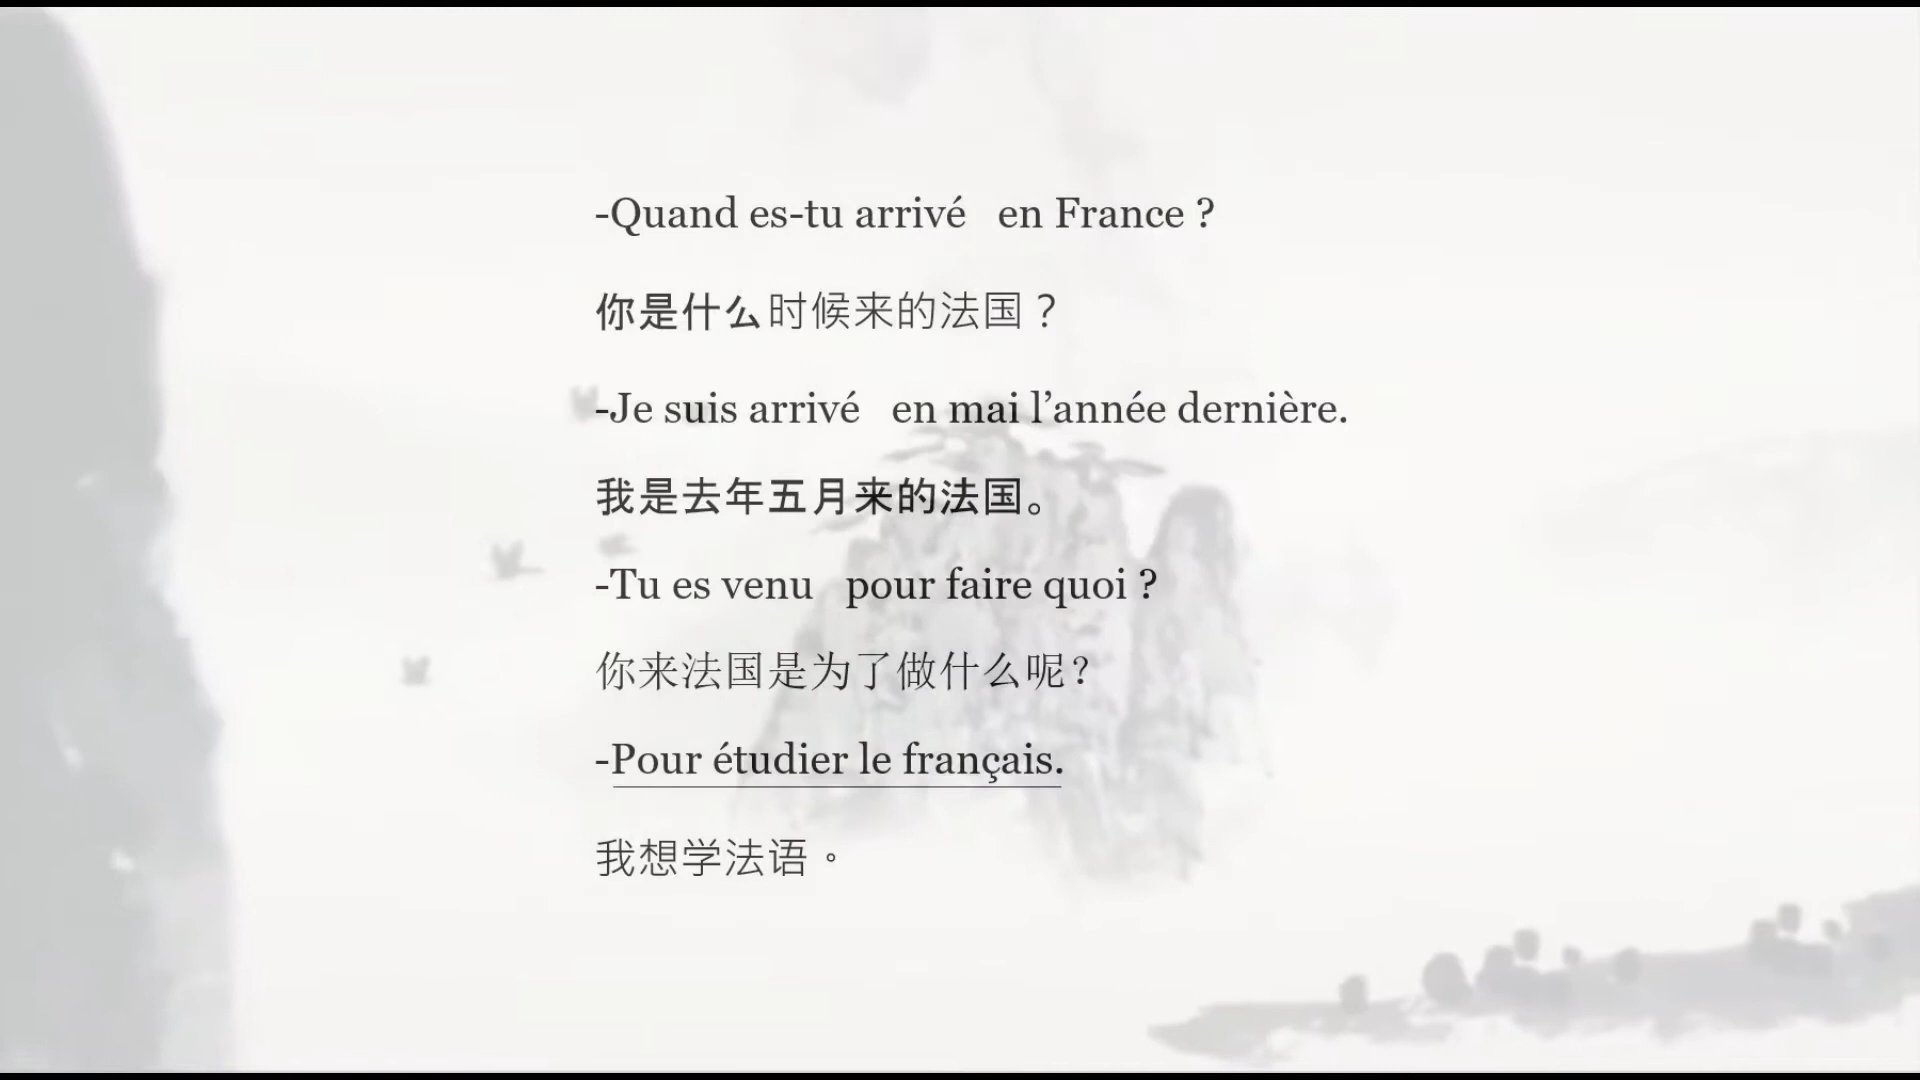 -Quand es-tu arrivé en France ?
你是什么时候来的法国？
-Je suis arrivé en mai l’année dernière.
我是去年五月来的法国。
-Tu es venu pour faire quoi ?
你来法国是为了做什么呢？
-Pour étudier le français.
我想学法语。